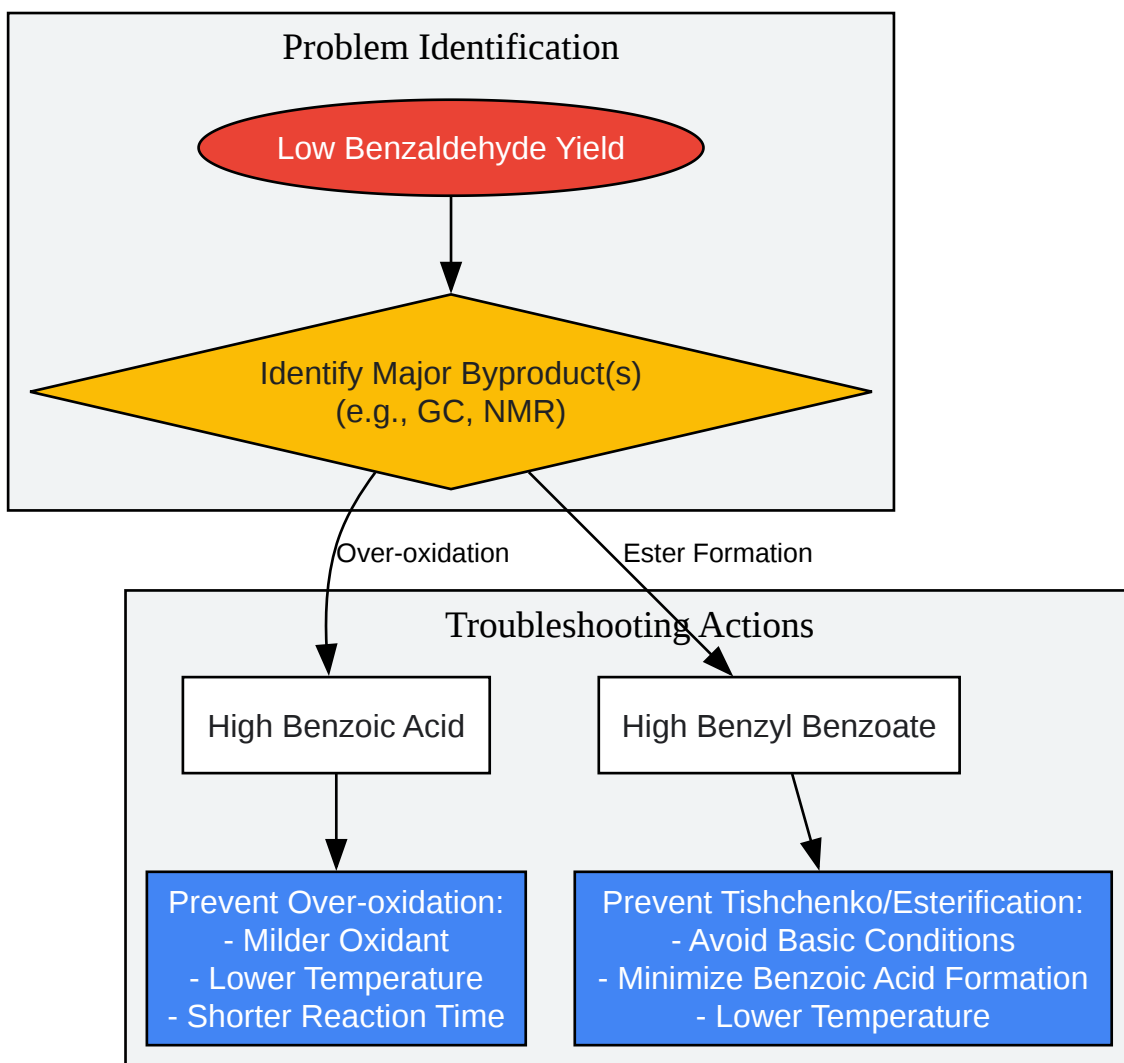 Problem Identification
Low Benzaldehyde Yield
Identify Major Byproduct(s)
(e.g., GC, NMR)
Over-oxidation
Ester Formation
Troubleshooting Actions
High Benzoic Acid
High Benzyl Benzoate
Prevent Over-oxidation:
- Milder Oxidant
- Lower Temperature
- Shorter Reaction Time
Prevent Tishchenko/Esterification:
- Avoid Basic Conditions
- Minimize Benzoic Acid Formation
- Lower Temperature